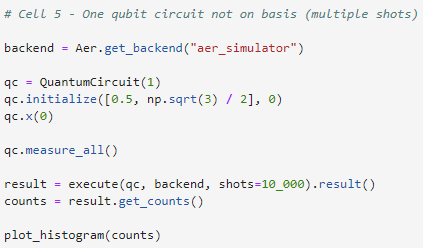 # Cell 5 - One qubit circuit not on basis (multiple shots)
backend = Aer.get_backend("aer_simulator")
qc = QuantumCircuit(1)
qc.initialize([0.5, np.sqrt(3) / 2], 0)
qc.x(0)
qc.measure_all()
result = execute(qc, backend, shots=10_000).result()
counts = result.get_counts()
plot_histogram(counts)